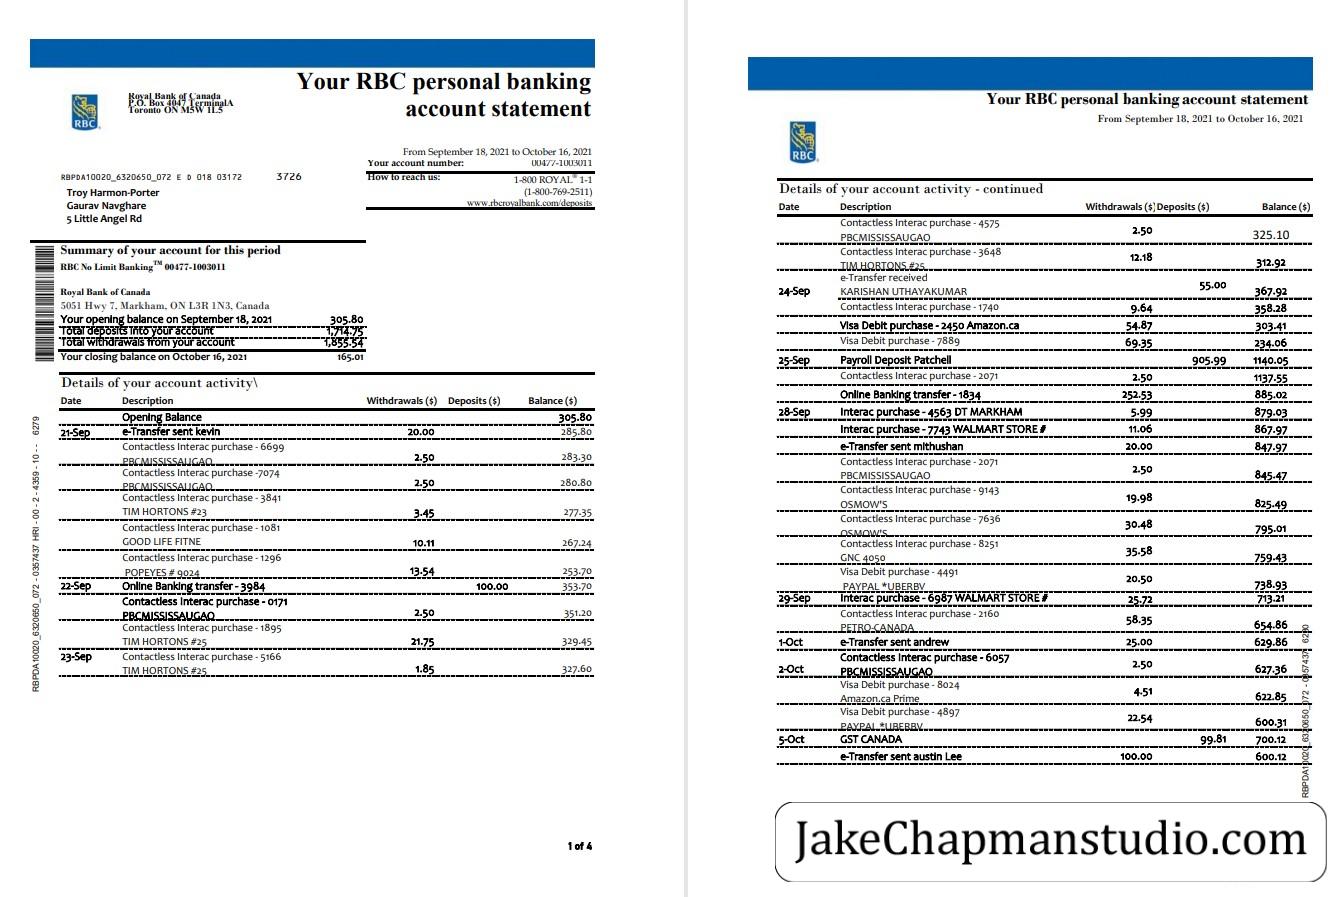 Your RBC personal banking
account statement
Royal Bank of Canada
P.O. Box 4047 TerminalA
Toronto ON M5W 1L5
RBC
From September 18, 2021 to October 16, 2021
Your account number: 00477-1003011
RBPDA10020_6320650_072 E D 018 03172 3726
How to reach us: 1-800 ROYAL® 1-1
(1-800-769-2511)
www.rbcroyalbank.com/deposits
Troy Harmon-Porter
Gaurav Navghare
5 Little Angel Rd
Summary of your account for this period
RBC No Limit Banking™ 00477-1003011
Royal Bank of Canada
5051 Hwy 7, Markham, ON L3R 1N3, Canada
Your opening balance on September 18, 2021 305.80
Total deposits into your account 1,714.75
Total withdrawals from your account 1,855.54
Your closing balance on October 16, 2021 165.01
Details of your account activity\
Date Description Withdrawals ($) Deposits ($) Balance ($)
Opening Balance 305.80
21-Sep e-Transfer sent kevin 20.00 285.80
Contactless Interac purchase - 6699
PBCMISSISSAUGAO 2.50 283.30
Contactless Interac purchase -7074
PBCMISSISSAUGAO 2.50 280.80
Contactless Interac purchase - 3841
TIM HORTONS #23 3.45 277.35
Contactless Interac purchase - 1081
GOOD LIFE FITNE 10.11 267.24
Contactless Interac purchase - 1296
POPEYES # 9024 13.54 253.70
22-Sep Online Banking transfer - 3984 100.00 353.70
Contactless Interac purchase - 0171
PBCMISSISSAUGAO 2.50 351.20
Contactless Interac purchase - 1895
TIM HORTONS #25 21.75 329.45
23-Sep Contactless Interac purchase - 5166
TIM HORTONS #25 1.85 327.60
RBPDA10020_6320650_072 - 0357437 HRI - 00 - 2 - 4359 - 10 - - 6279
1 of 4
Your RBC personal banking account statement
From September 18, 2021 to October 16, 2021
RBC
Details of your account activity - continued
Date Description Withdrawals ($) Deposits ($) Balance ($)
Contactless Interac purchase - 4575
PBCMISSISSAUGAO 2.50 325.10
Contactless Interac purchase - 3648
TIM HORTONS #25 12.18 312.92
e-Transfer received
24-Sep KARISHAN UTHAYAKUMAR 55.00 367.92
Contactless Interac purchase - 1740 9.64 358.28
Visa Debit purchase - 2450 Amazon.ca 54.87 303.41
Visa Debit purchase - 7889 69.35 234.06
25-Sep Payroll Deposit Patchell 905.99 1140.05
Contactless Interac purchase - 2071 2.50 1137.55
Online Banking transfer - 1834 252.53 885.02
28-Sep Interac purchase - 4563 DT MARKHAM 5.99 879.03
Interac purchase - 7743 WALMART STORE # 11.06 867.97
e-Transfer sent mithushan 20.00 847.97
Contactless Interac purchase - 2071
PBCMISSISSAUGAO 2.50 845.47
Contactless Interac purchase - 9143
OSMOW'S 19.98 825.49
Contactless Interac purchase - 7636
OSMOW'S 30.48 795.01
Contactless Interac purchase - 8251
GNC 4050 35.58 759.43
Visa Debit purchase - 4491
PAYPAL *UBERBV 20.50 738.93
29-Sep Interac purchase - 6987 WALMART STORE # 25.72 713.21
Contactless Interac purchase - 2160
PETRO-CANADA 58.35 654.86
1-Oct e-Transfer sent andrew 25.00 629.86
Contactless Interac purchase - 6057
2-Oct PBCMISSISSAUGAO 2.50 627.36
Visa Debit purchase - 8024
Amazon.ca Prime 4.51 622.85
Visa Debit purchase - 4897
PAYPAL *UBERBV 22.54 600.31
5-Oct GST CANADA 99.81 700.12
e-Transfer sent austin Lee 100.00 600.12
JakeChapmanstudio.com